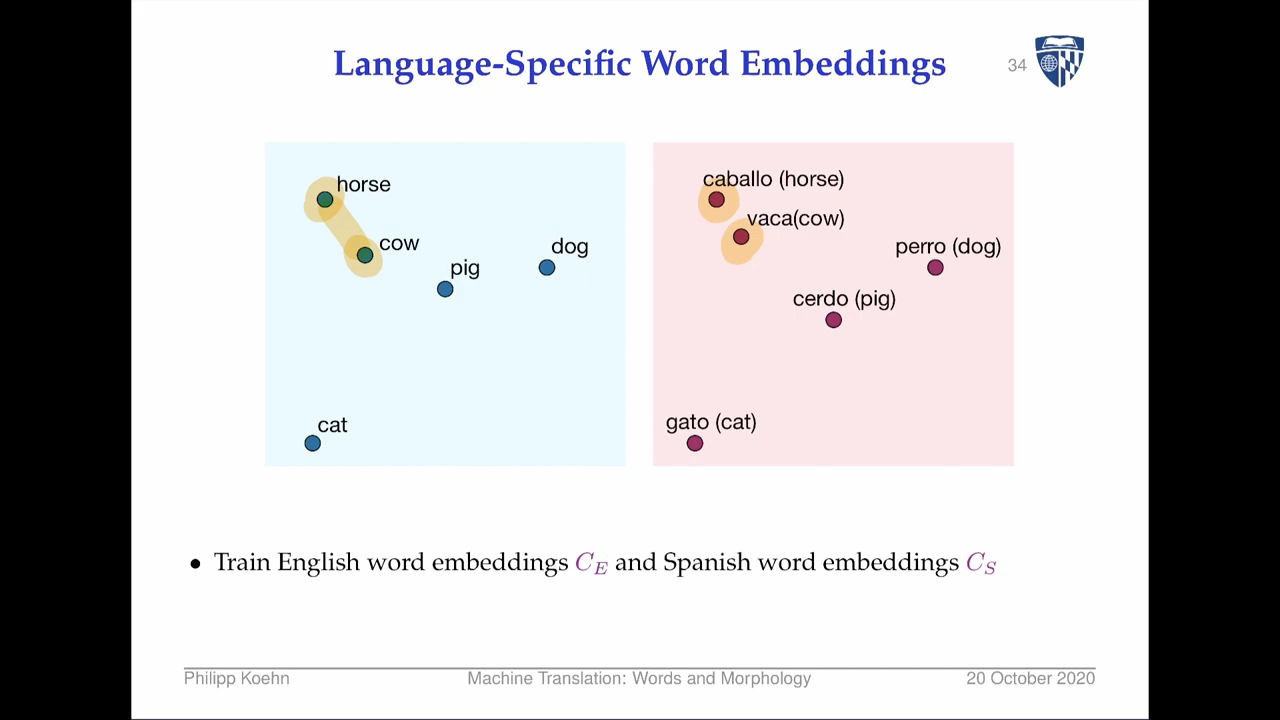 Language-Specific Word Embeddings
34
horse
cow
pig
dog
cat
caballo (horse)
vaca(cow)
perro (dog)
cerdo (pig)
gato (cat)
• Train English word embeddings C_E and Spanish word embeddings C_S
Philipp Koehn
Machine Translation: Words and Morphology
20 October 2020